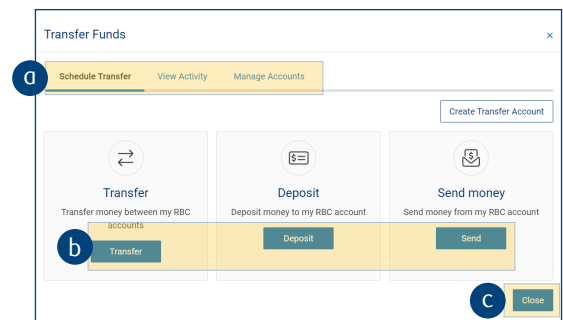 Transfer Funds
×
a
Schedule Transfer View Activity Manage Accounts
Create Transfer Account
Transfer
Transfer money between my RBC
accounts
Transfer
Deposit
Deposit money to my RBC account
Deposit
Send money
Send money from my RBC account
Send
b
c
Close